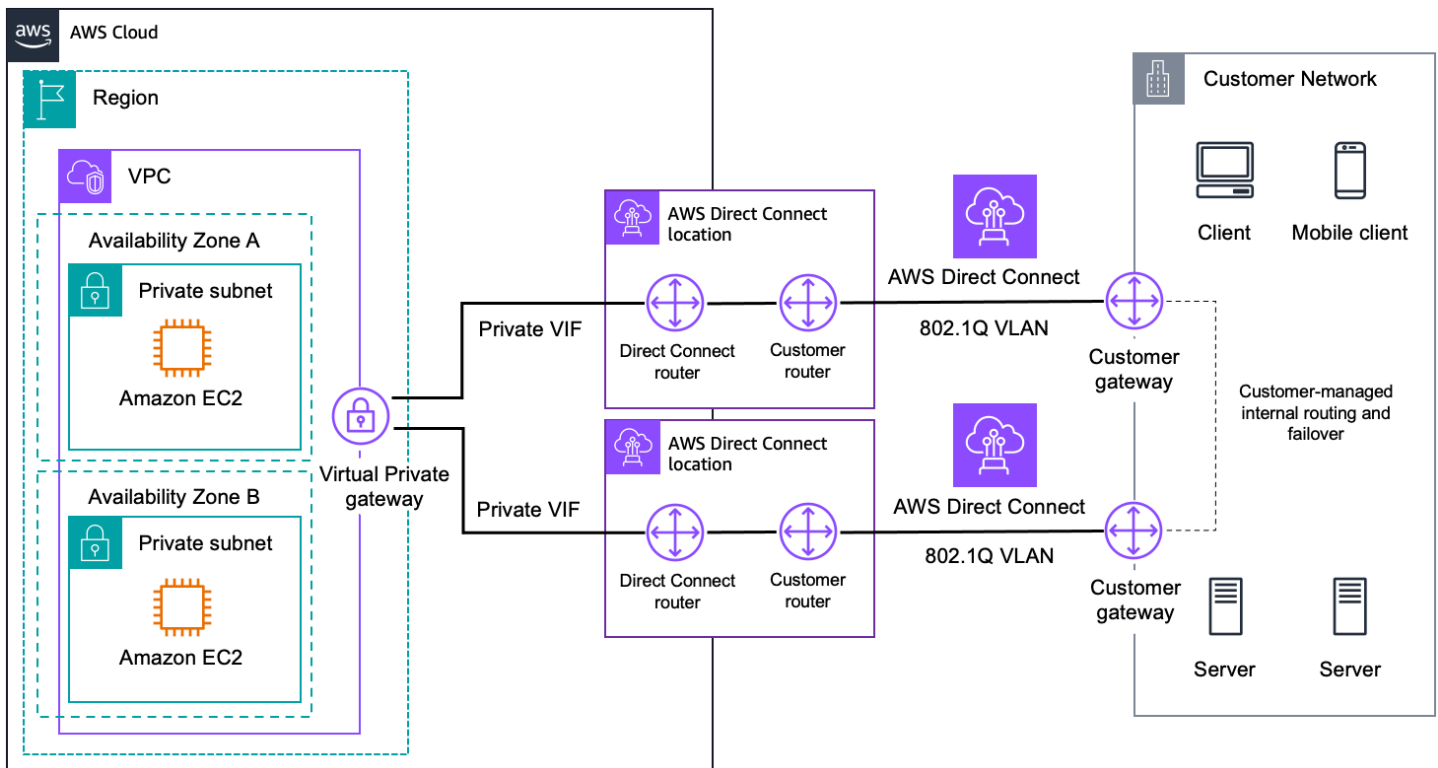 aws
AWS Cloud
Region
VPC
Availability Zone A
Private subnet
Amazon EC2
Availability Zone B
Private subnet
Amazon EC2
Virtual Private
gateway
Private VIF
Private VIF
AWS Direct Connect
location
Direct Connect
router
Customer
router
AWS Direct Connect
location
Direct Connect
router
Customer
router
AWS Direct Connect
802.1Q VLAN
AWS Direct Connect
802.1Q VLAN
Customer Network
Client
Mobile client
Customer
gateway
Customer-managed
internal routing and
failover
Customer
gateway
Server
Server